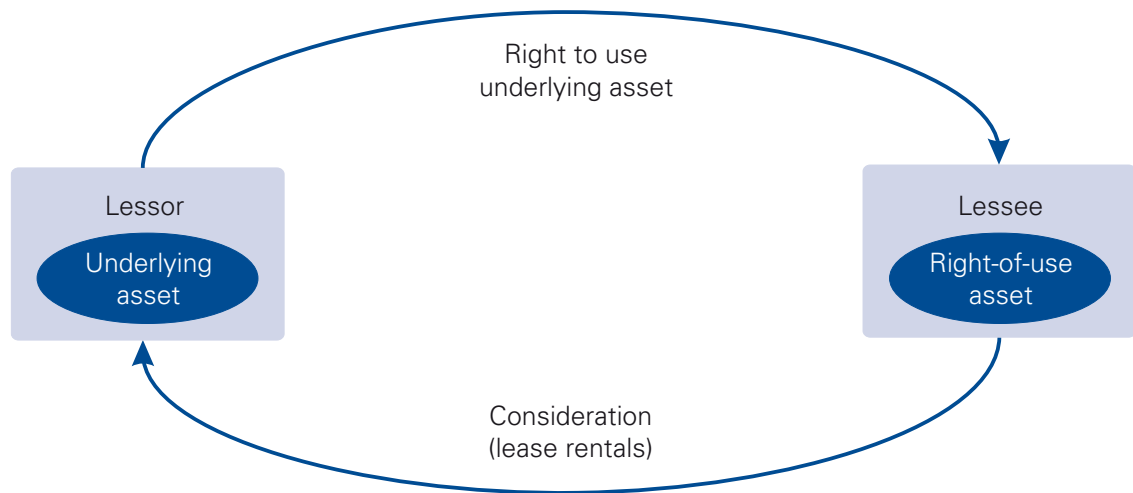 Right to use
underlying asset
Lessor
Underlying
asset
Lessee
Right-of-use
asset
Consideration
(lease rentals)